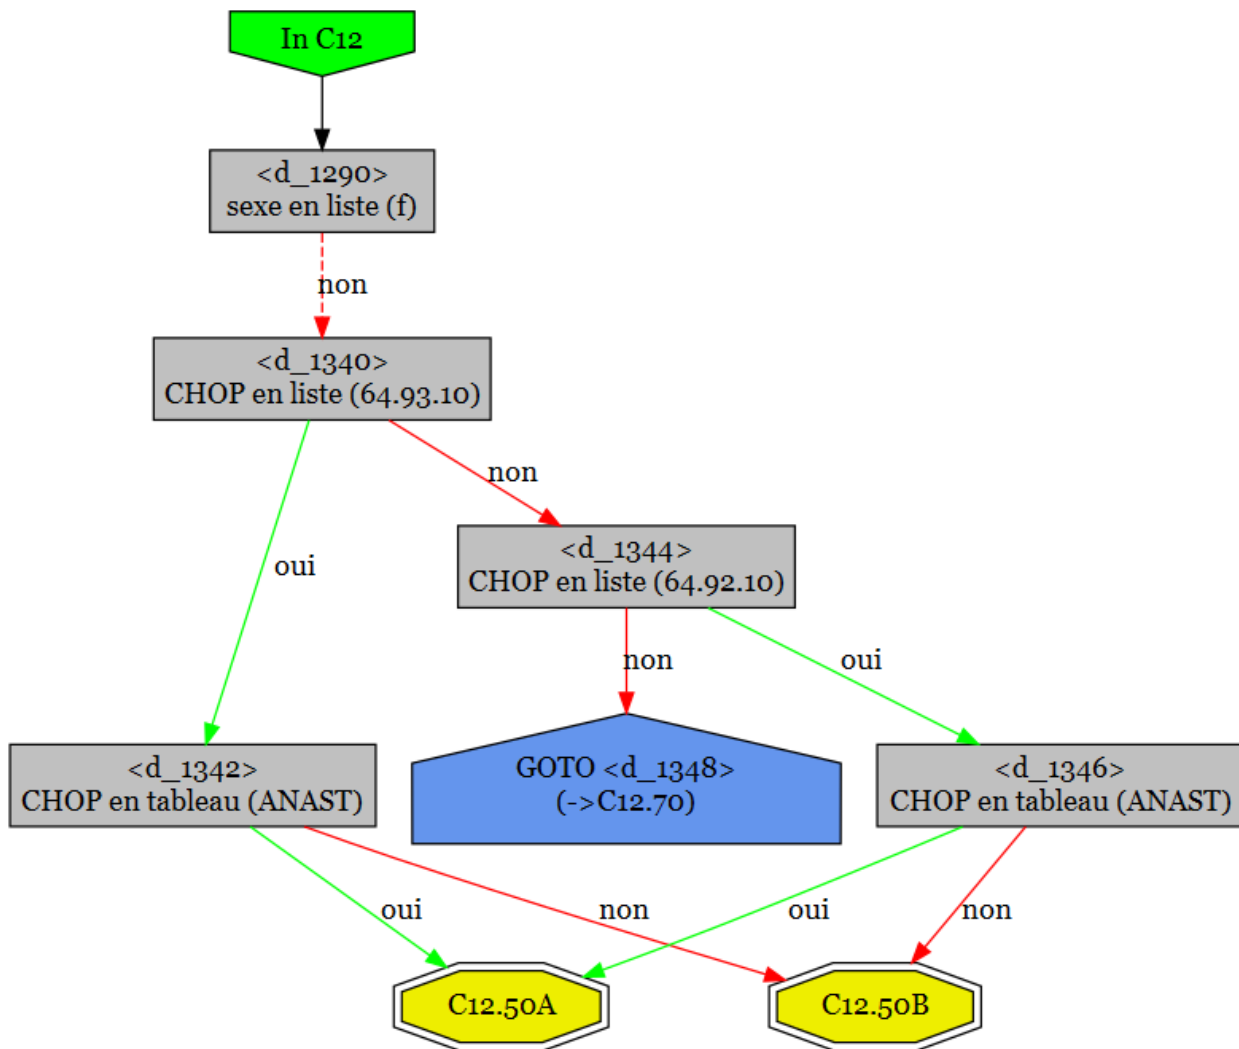 In C12
<d_1290>
sexe en liste (f)
non
<d_1340>
CHOP en liste (64.93.10)
non
oui
<d_1344>
CHOP en liste (64.92.10)
non
oui
<d_1342>
CHOP en tableau (ANAST)
GOTO <d_1348>
(->C12.70)
<d_1346>
CHOP en tableau (ANAST)
oui
non
oui
non
C12.50A
C12.50B